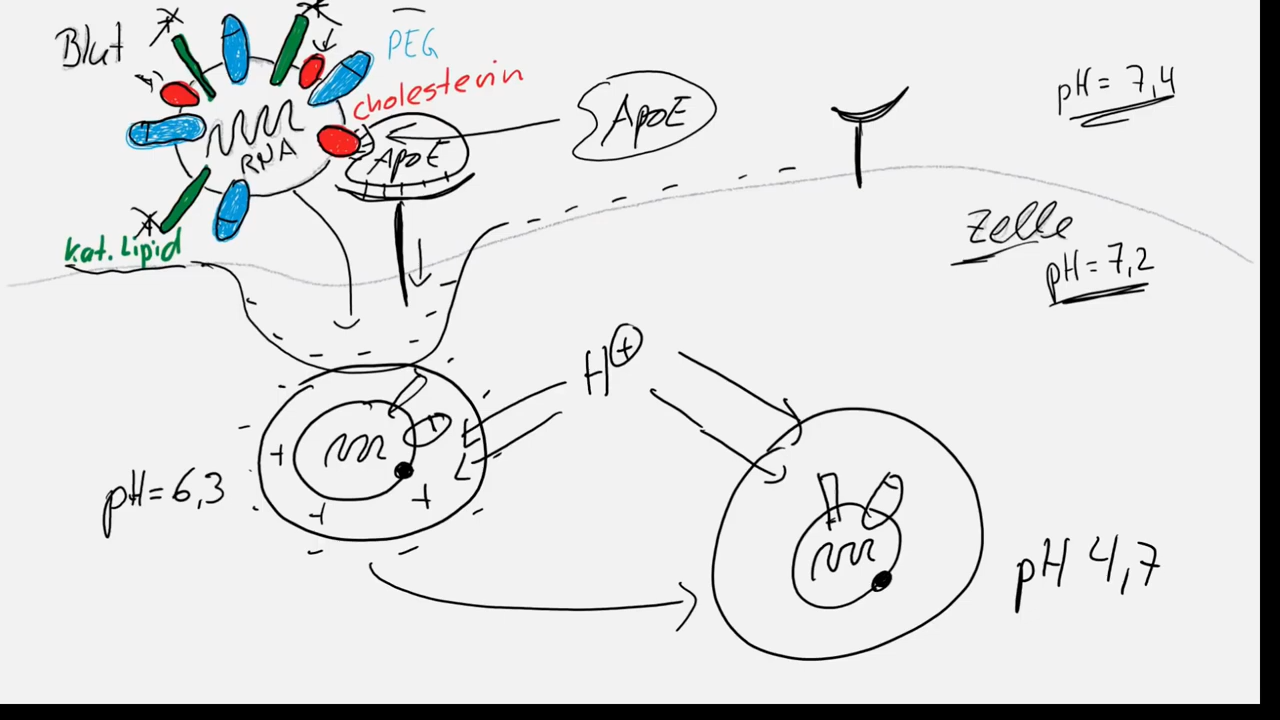 Blut
PEG
cholesterin
ApoE
pH = 7,4
RNA
ApoE
kat. Lipid
Zelle
pH = 7,2
H+
pH = 6,3
pH 4,7